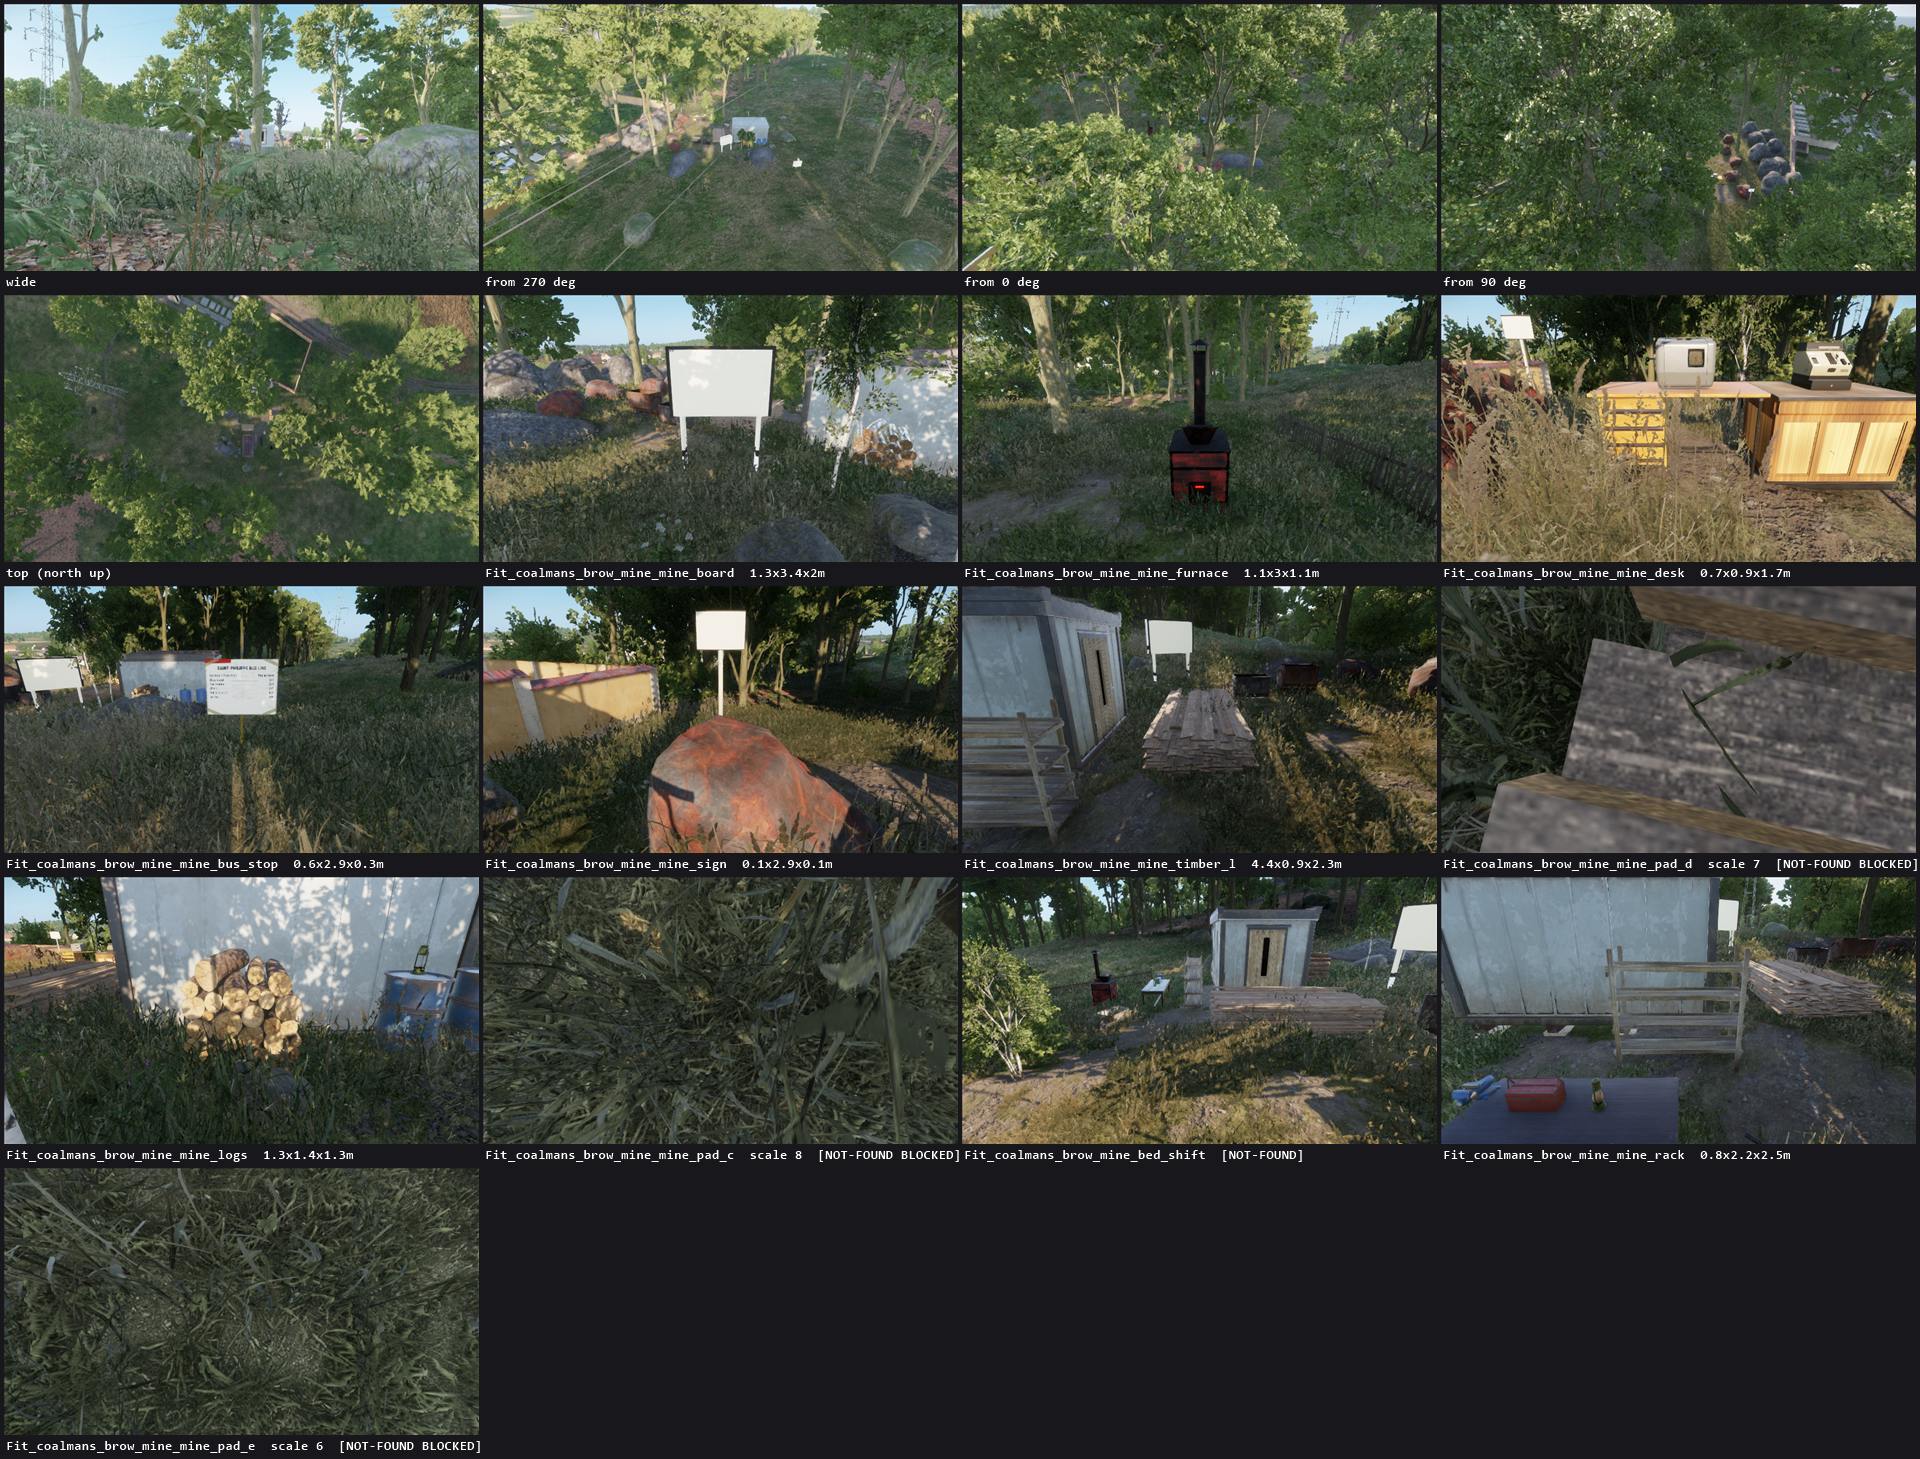 wide
from 270 deg
from 0 deg
from 90 deg
top (north up)
Fit_coalmans_brow_mine_mine_board  1.3x3.4x2m
Fit_coalmans_brow_mine_mine_furnace  1.1x3x1.1m
Fit_coalmans_brow_mine_mine_desk  0.7x0.9x1.7m
Fit_coalmans_brow_mine_mine_bus_stop  0.6x2.9x0.3m
Fit_coalmans_brow_mine_mine_sign  0.1x2.9x0.1m
Fit_coalmans_brow_mine_mine_timber_l  4.4x0.9x2.3m
Fit_coalmans_brow_mine_mine_pad_d  scale 7  [NOT-FOUND BLOCKED]
Fit_coalmans_brow_mine_mine_logs  1.3x1.4x1.3m
Fit_coalmans_brow_mine_mine_pad_c  scale 8  [NOT-FOUND BLOCKED]
Fit_coalmans_brow_mine_bed_shift  [NOT-FOUND]
Fit_coalmans_brow_mine_mine_rack  0.8x2.2x2.5m
Fit_coalmans_brow_mine_mine_pad_e  scale 6  [NOT-FOUND BLOCKED]